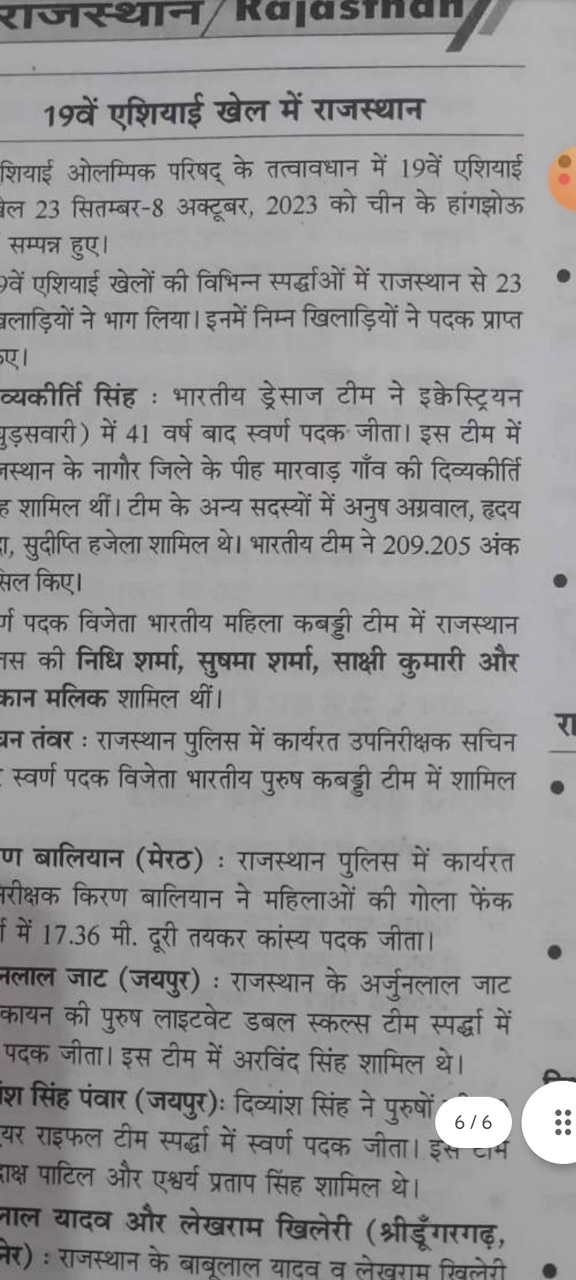 राजस्थान/Rajasthan
19वें एशियाई खेल में राजस्थान
शियाई ओलम्पिक परिषद् के तत्वावधान में 19वें एशियाई
ेल 23 सितम्बर-8 अक्टूबर, 2023 को चीन के हांगझोऊ
सम्पन्न हुए।
9वें एशियाई खेलों की विभिन्न स्पर्द्धाओं में राजस्थान से 23
लाड़ियों ने भाग लिया। इनमें निम्न खिलाड़ियों ने पदक प्राप्त
ए।
व्यकीर्ति सिंह : भारतीय ड्रेसाज टीम ने इक्वेस्ट्रियन
ुड़सवारी) में 41 वर्ष बाद स्वर्ण पदक जीता। इस टीम में
जस्थान के नागौर जिले के पीह मारवाड़ गाँव की दिव्यकीर्ति
ह शामिल थीं। टीम के अन्य सदस्यों में अनुष अग्रवाल, हृदय
ा, सुदीप्ति हजेला शामिल थे। भारतीय टीम ने 209.205 अंक
सिल किए।
र्ण पदक विजेता भारतीय महिला कबड्डी टीम में राजस्थान
स की निधि शर्मा, सुषमा शर्मा, साक्षी कुमारी और
कान मलिक शामिल थीं।
न तंवर : राजस्थान पुलिस में कार्यरत उपनिरीक्षक सचिन
र स्वर्ण पदक विजेता भारतीय पुरुष कबड्डी टीम में शामिल
ण बालियान (मेरठ) : राजस्थान पुलिस में कार्यरत
रीक्षक किरण बालियान ने महिलाओं की गोला फेंक
में 17.36 मी. दूरी तयकर कांस्य पदक जीता।
नलाल जाट (जयपुर) : राजस्थान के अर्जुनलाल जाट
कायन की पुरुष लाइटवेट डबल स्कल्स टीम स्पर्द्धा में
पदक जीता। इस टीम में अरविंद सिंह शामिल थे।
ंश सिंह पंवार (जयपुर): दिव्यांश सिंह ने पुरुषों
यर राइफल टीम स्पर्द्धा में स्वर्ण पदक जीता। इस टीम
द्राक्ष पाटिल और एश्वर्य प्रताप सिंह शामिल थे।
लाल यादव और लेखराम खिलेरी (श्रीडूँगरगढ़,
नेर) : राजस्थान के बाबूलाल यादव व लेखराम खिलेरी
रा
6/6